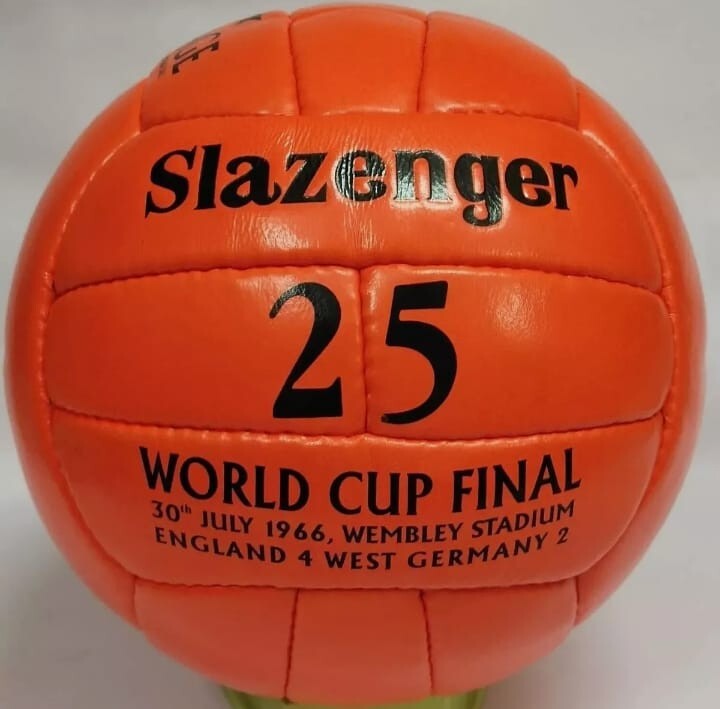 Slazenger
25
WORLD CUP FINAL
30th JULY 1966, WEMBLEY STADIUM
ENGLAND 4 WEST GERMANY 2